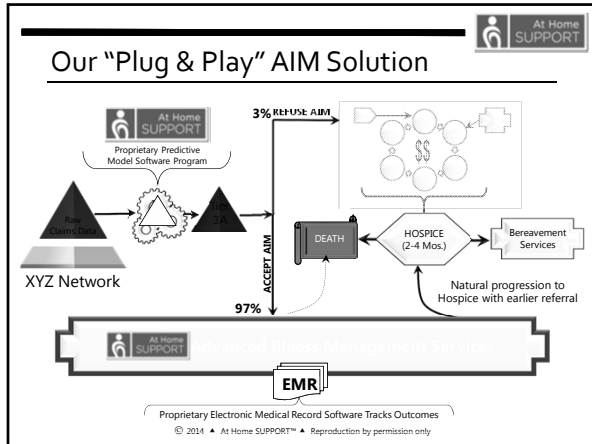 At Home
SUPPORT
Our "Plug & Play" AIM Solution
At Home
SUPPORT
Proprietary Predictive
Model Software Program
3% REFUSE AIM
$$
Raw
Claims Data
Tier
3A
XYZ Network
ACCEPT AIM
97%
DEATH
HOSPICE
(2-4 Mos.)
Bereavement
Services
Natural progression to
Hospice with earlier referral
At Home
SUPPORT
Advanced Illness Management Services
EMR
Proprietary Electronic Medical Record Software Tracks Outcomes
© 2014 ▲ At Home SUPPORT™ ▲ Reproduction by permission only